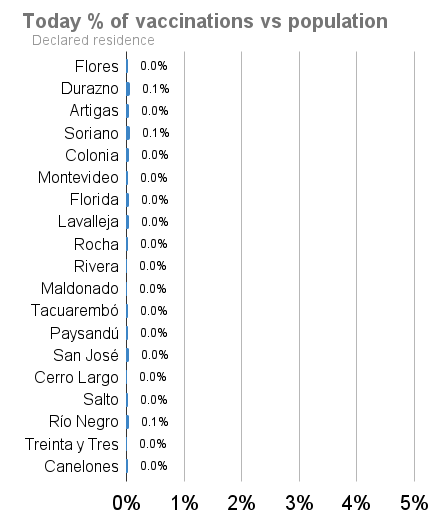 Today % of vaccinations vs population
Declared residence
Flores 0.0%
Durazno 0.1%
Artigas 0.0%
Soriano 0.1%
Colonia 0.0%
Montevideo 0.0%
Florida 0.0%
Lavalleja 0.0%
Rocha 0.0%
Rivera 0.0%
Maldonado 0.0%
Tacuarembó 0.0%
Paysandú 0.0%
San José 0.0%
Cerro Largo 0.0%
Salto 0.0%
Río Negro 0.1%
Treinta y Tres 0.0%
Canelones 0.0%
0% 1% 2% 3% 4% 5%